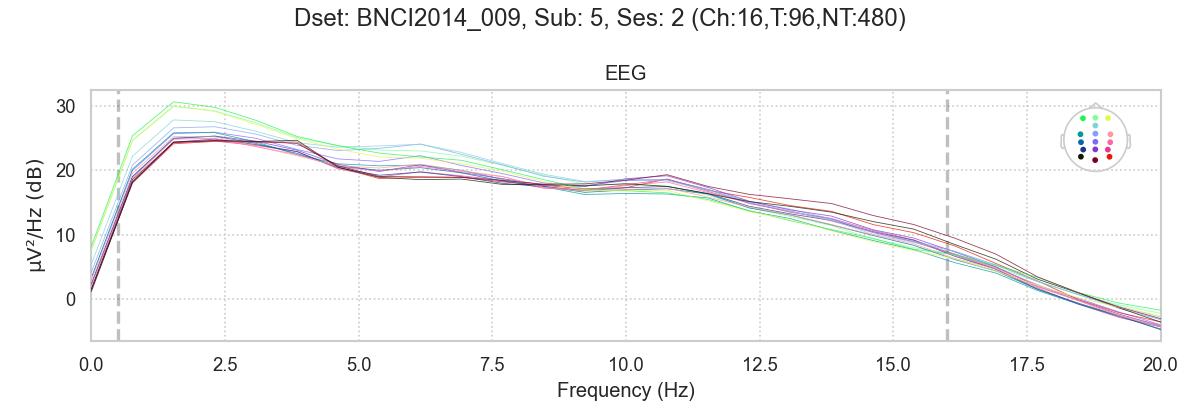 Dset: BNCI2014_009, Sub: 5, Ses: 2 (Ch:16,T:96,NT:480)
EEG
µV²/Hz (dB)
30
20
10
0
0.0 2.5 5.0 7.5 10.0 12.5 15.0 17.5 20.0
Frequency (Hz)